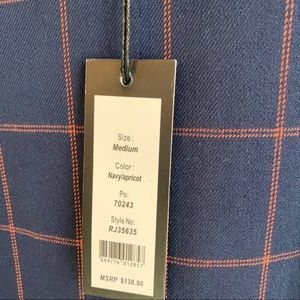 Size :
Medium
Color :
Navy/apricot
Po:
70243
Style No:
RJ35635
MSRP $130.00